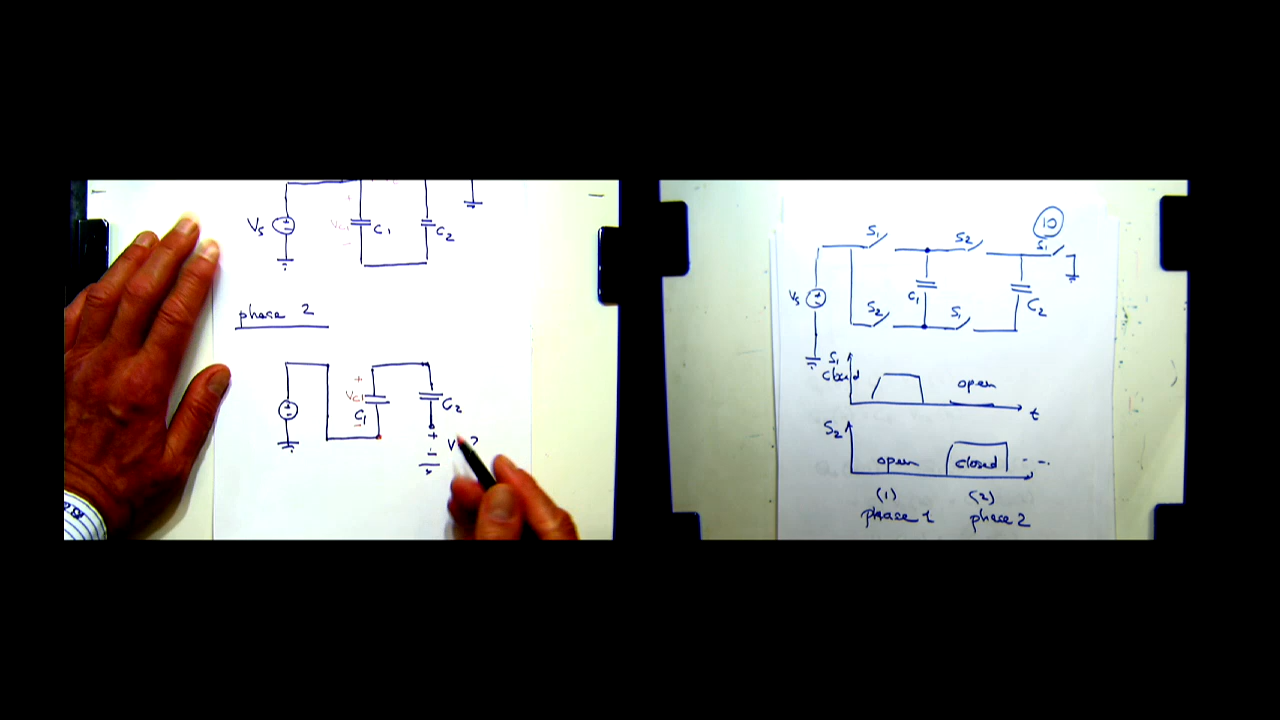 Vs
C1
C2
phase 2
+
VC1
C1
-
C2
+
-
10
S1
S2
S1
Vs
C1
C2
S2
S1
S1
closed
open
t
S2
open
closed
(1)
(2)
phase 1
phase 2